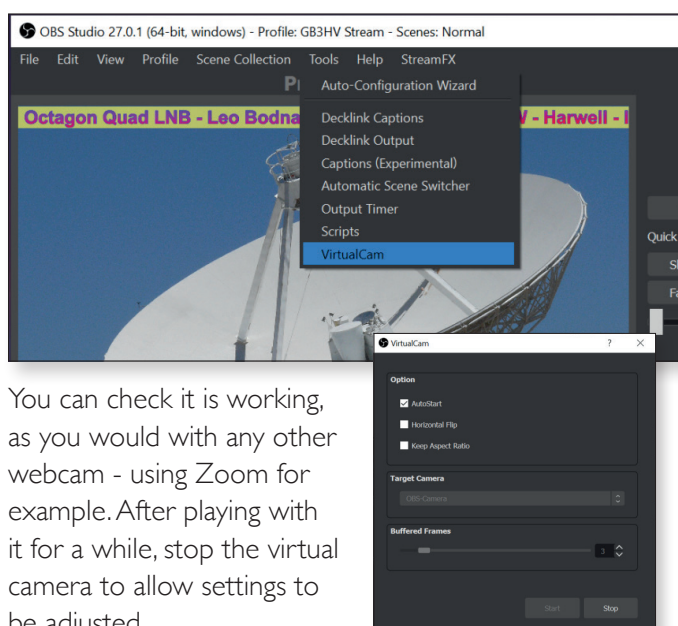 OBS Studio 27.0.1 (64-bit, windows) - Profile: GB3HV Stream - Scenes: Normal
File Edit View Profile Scene Collection Tools Help StreamFX
Auto-Configuration Wizard
Octagon Quad LNB - Leo Bodna - Harwell -
Decklink Captions
Decklink Output
Captions (Experimental)
Automatic Scene Switcher
Output Timer
Scripts
VirtualCam
Quick
VirtualCam ? ×
Option
AutoStart
Horizontal Flip
Keep Aspect Ratio
Target Camera
OBS-Camera
Buffered Frames
3
Start Stop
You can check it is working,
as you would with any other
webcam - using Zoom for
example. After playing with
it for a while, stop the virtual
camera to allow settings to
be adjusted